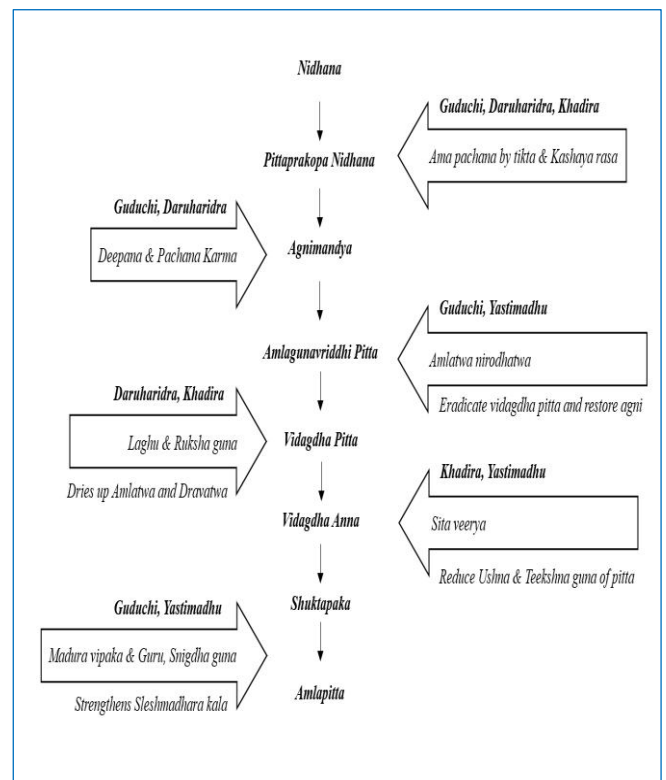 Nidhana
Guduchi, Daruharidra, Khadira
Ama pachana by tikta & Kashaya rasa
Pittaprakopa Nidhana
Guduchi, Daruharidra
Deepana & Pachana Karma
Agnimandya
Guduchi, Yastimadhu
Amlatwa nirodhatwa
Eradicate vidagdha pitta and restore agni
Amlagunavriddhi Pitta
Daruharidra, Khadira
Laghu & Ruksha guna
Dries up Amlatwa and Dravatwa
Vidagdha Pitta
Khadira, Yastimadhu
Sita veerya
Reduce Ushna & Teekshna guna of pitta
Vidagdha Anna
Shuktapaka
Guduchi, Yastimadhu
Madura vipaka & Guru, Snigdha guna
Strengthens Sleshmadhara kala
Amlapitta